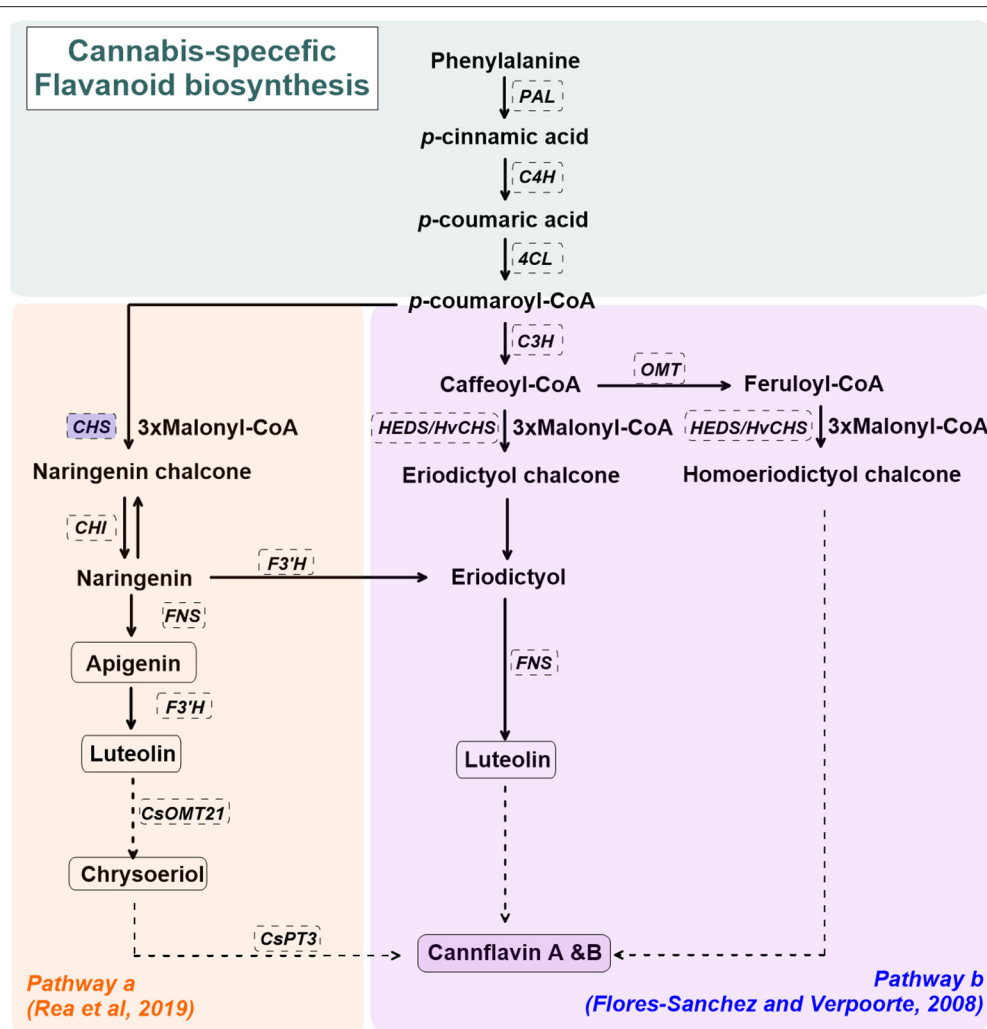 Cannabis-specefic
Flavanoid biosynthesis
Phenylalanine
PAL
p-cinnamic acid
C4H
p-coumaric acid
4CL
p-coumaroyl-CoA
C3H
OMT
Caffeoyl-CoA
Feruloyl-CoA
CHS
3xMalonyl-CoA
HEDS/HvCHS
3xMalonyl-CoA
HEDS/HvCHS
3xMalonyl-CoA
Naringenin chalcone
Eriodictyol chalcone
Homoeriodictyol chalcone
CHI
F3'H
Naringenin
Eriodictyol
FNS
Apigenin
FNS
F3'H
Luteolin
Luteolin
CsOMT21
Chrysoeriol
CsPT3
Cannflavin A &B
Pathway a
(Rea et al, 2019)
Pathway b
(Flores-Sanchez and Verpoorte, 2008)